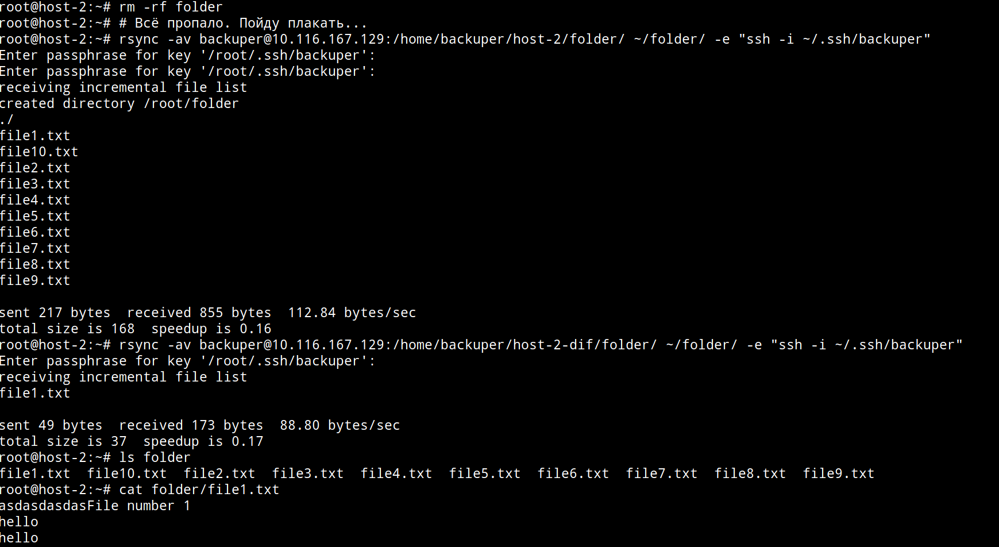 root@host-2:~# rm -rf folder
root@host-2:~# # Всё пропало. Пойду плакать...
root@host-2:~# rsync -av backuper@10.116.167.129:/home/backuper/host-2/folder/ ~/folder/ -e "ssh -i ~/.ssh/backuper"
Enter passphrase for key '/root/.ssh/backuper':
Enter passphrase for key '/root/.ssh/backuper':
receiving incremental file list
created directory /root/folder
./
file1.txt
file10.txt
file2.txt
file3.txt
file4.txt
file5.txt
file6.txt
file7.txt
file8.txt
file9.txt
sent 217 bytes  received 855 bytes  112.84 bytes/sec
total size is 168  speedup is 0.16
root@host-2:~# rsync -av backuper@10.116.167.129:/home/backuper/host-2-dif/folder/ ~/folder/ -e "ssh -i ~/.ssh/backuper"
Enter passphrase for key '/root/.ssh/backuper':
receiving incremental file list
file1.txt
sent 49 bytes  received 173 bytes  88.80 bytes/sec
total size is 37  speedup is 0.17
root@host-2:~# ls folder
file1.txt  file10.txt  file2.txt  file3.txt  file4.txt  file5.txt  file6.txt  file7.txt  file8.txt  file9.txt
root@host-2:~# cat folder/file1.txt
asdasdasdasFile number 1
hello
hello